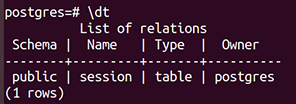 postgres=# \dt
List of relations
Schema | Name | Type | Owner
--------+---------+-------+----------
public | session | table | postgres
(1 rows)